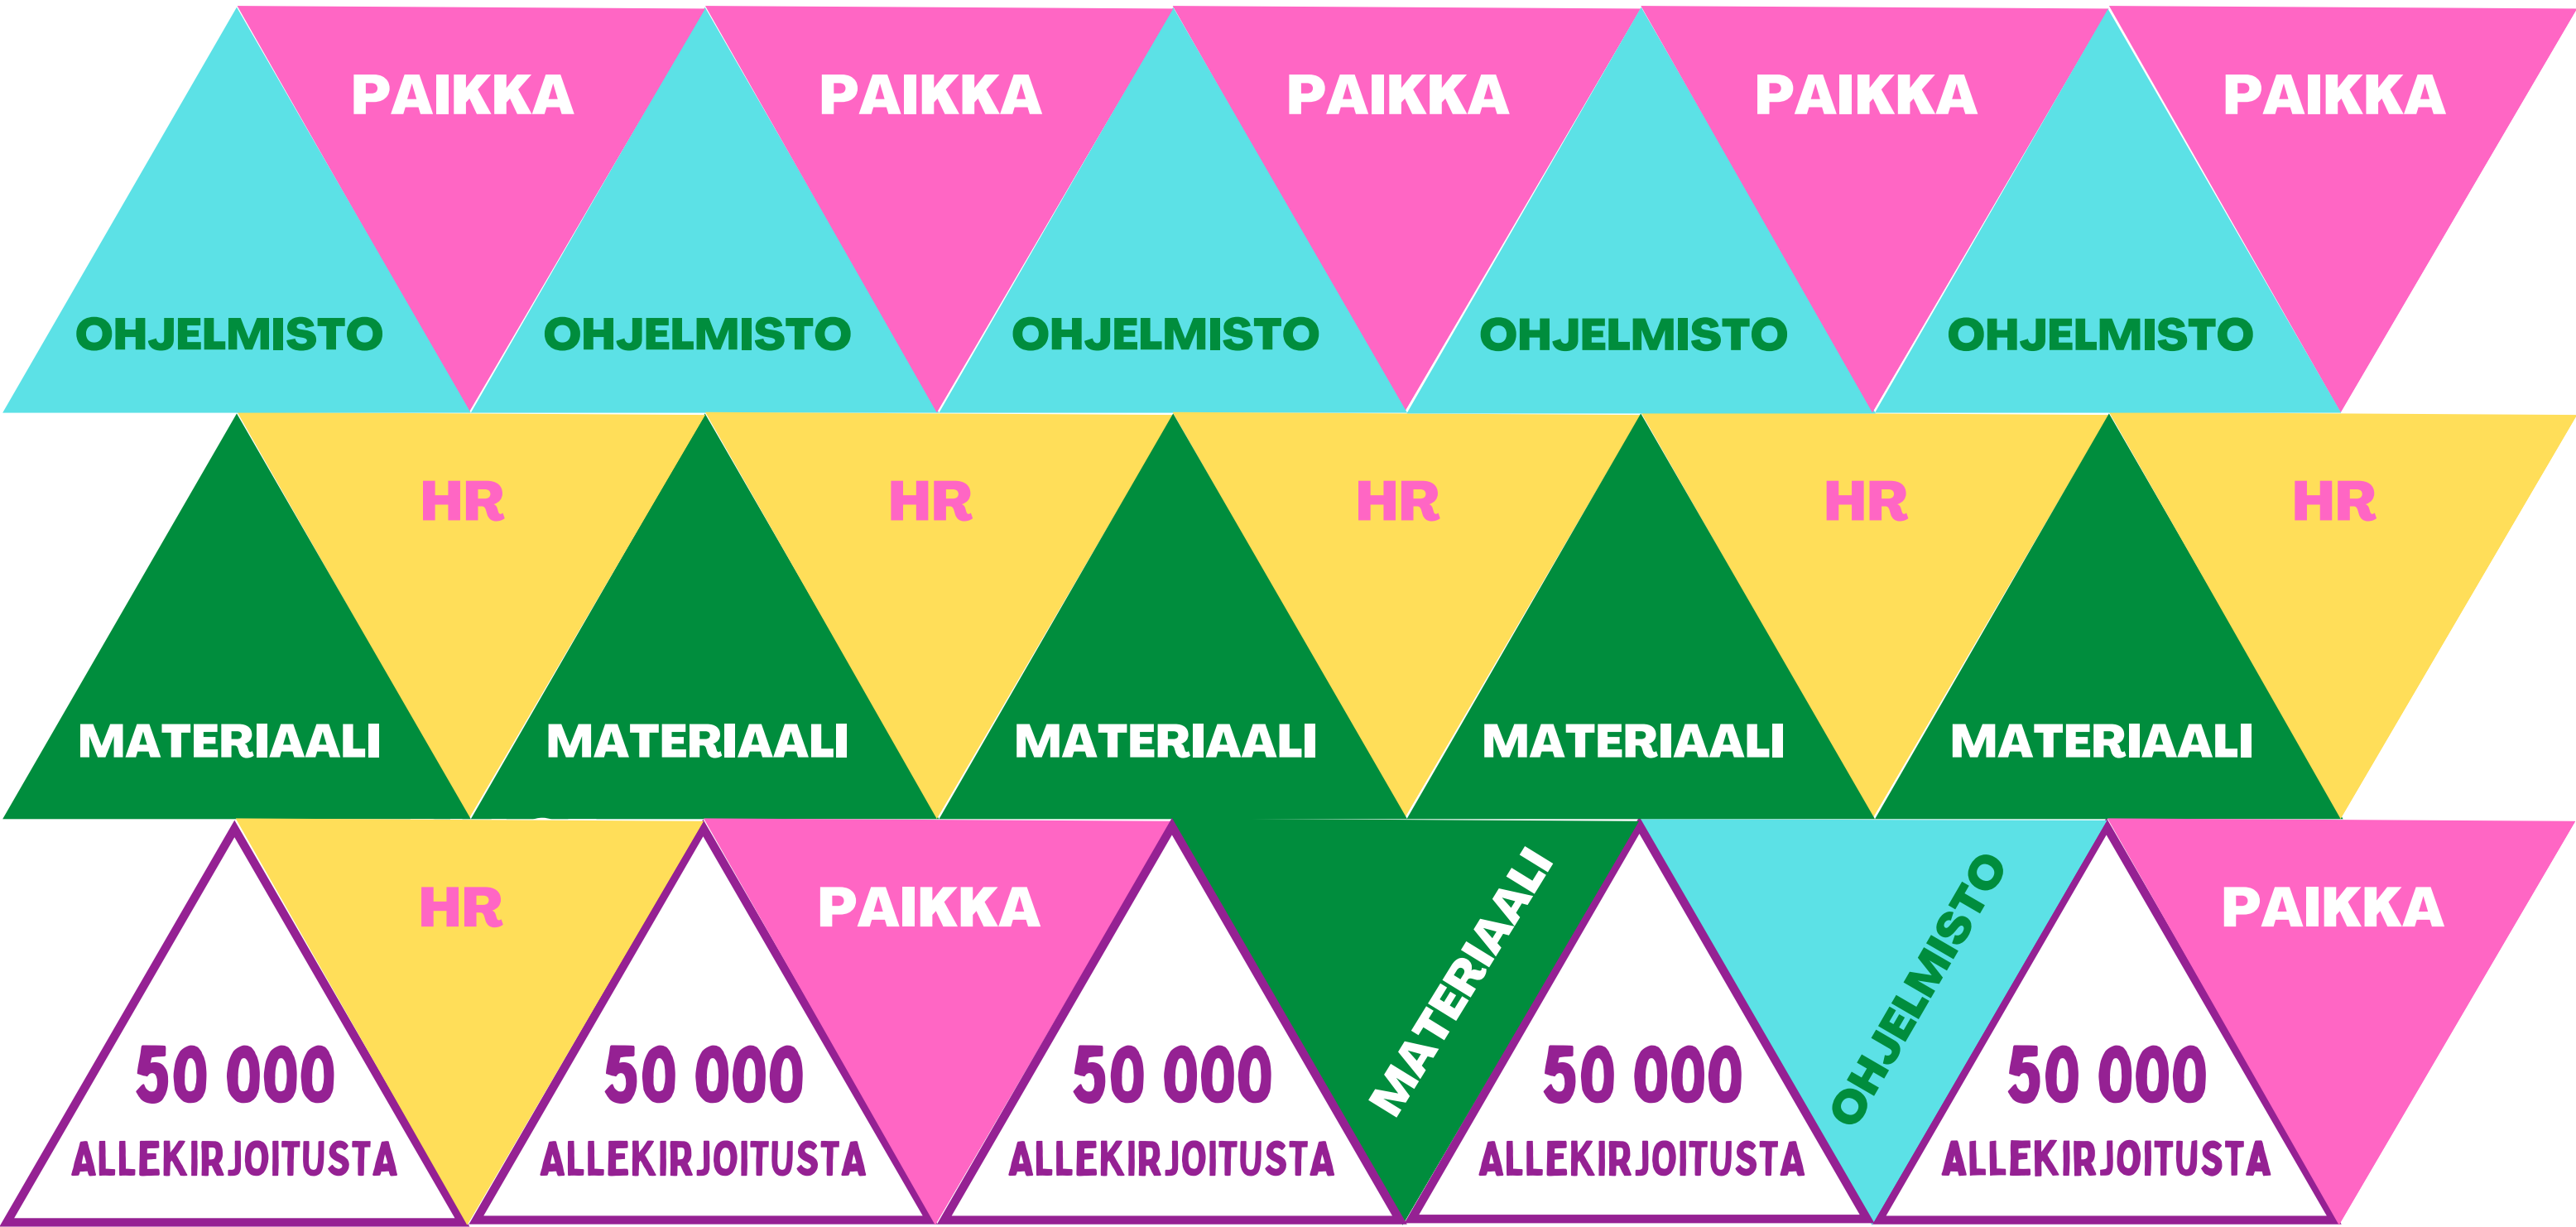 PAIKKA PAIKKA PAIKKA PAIKKA PAIKKA
OHJELMISTO OHJELMISTO OHJELMISTO OHJELMISTO OHJELMISTO
HR HR HR HR HR
MATERIAALI MATERIAALI MATERIAALI MATERIAALI MATERIAALI
HR PAIKKA MATERIAALI OHJELMISTO PAIKKA
50 000 50 000 50 000 50 000 50 000
ALLEKIRJOITUSTA ALLEKIRJOITUSTA ALLEKIRJOITUSTA ALLEKIRJOITUSTA ALLEKIRJOITUSTA